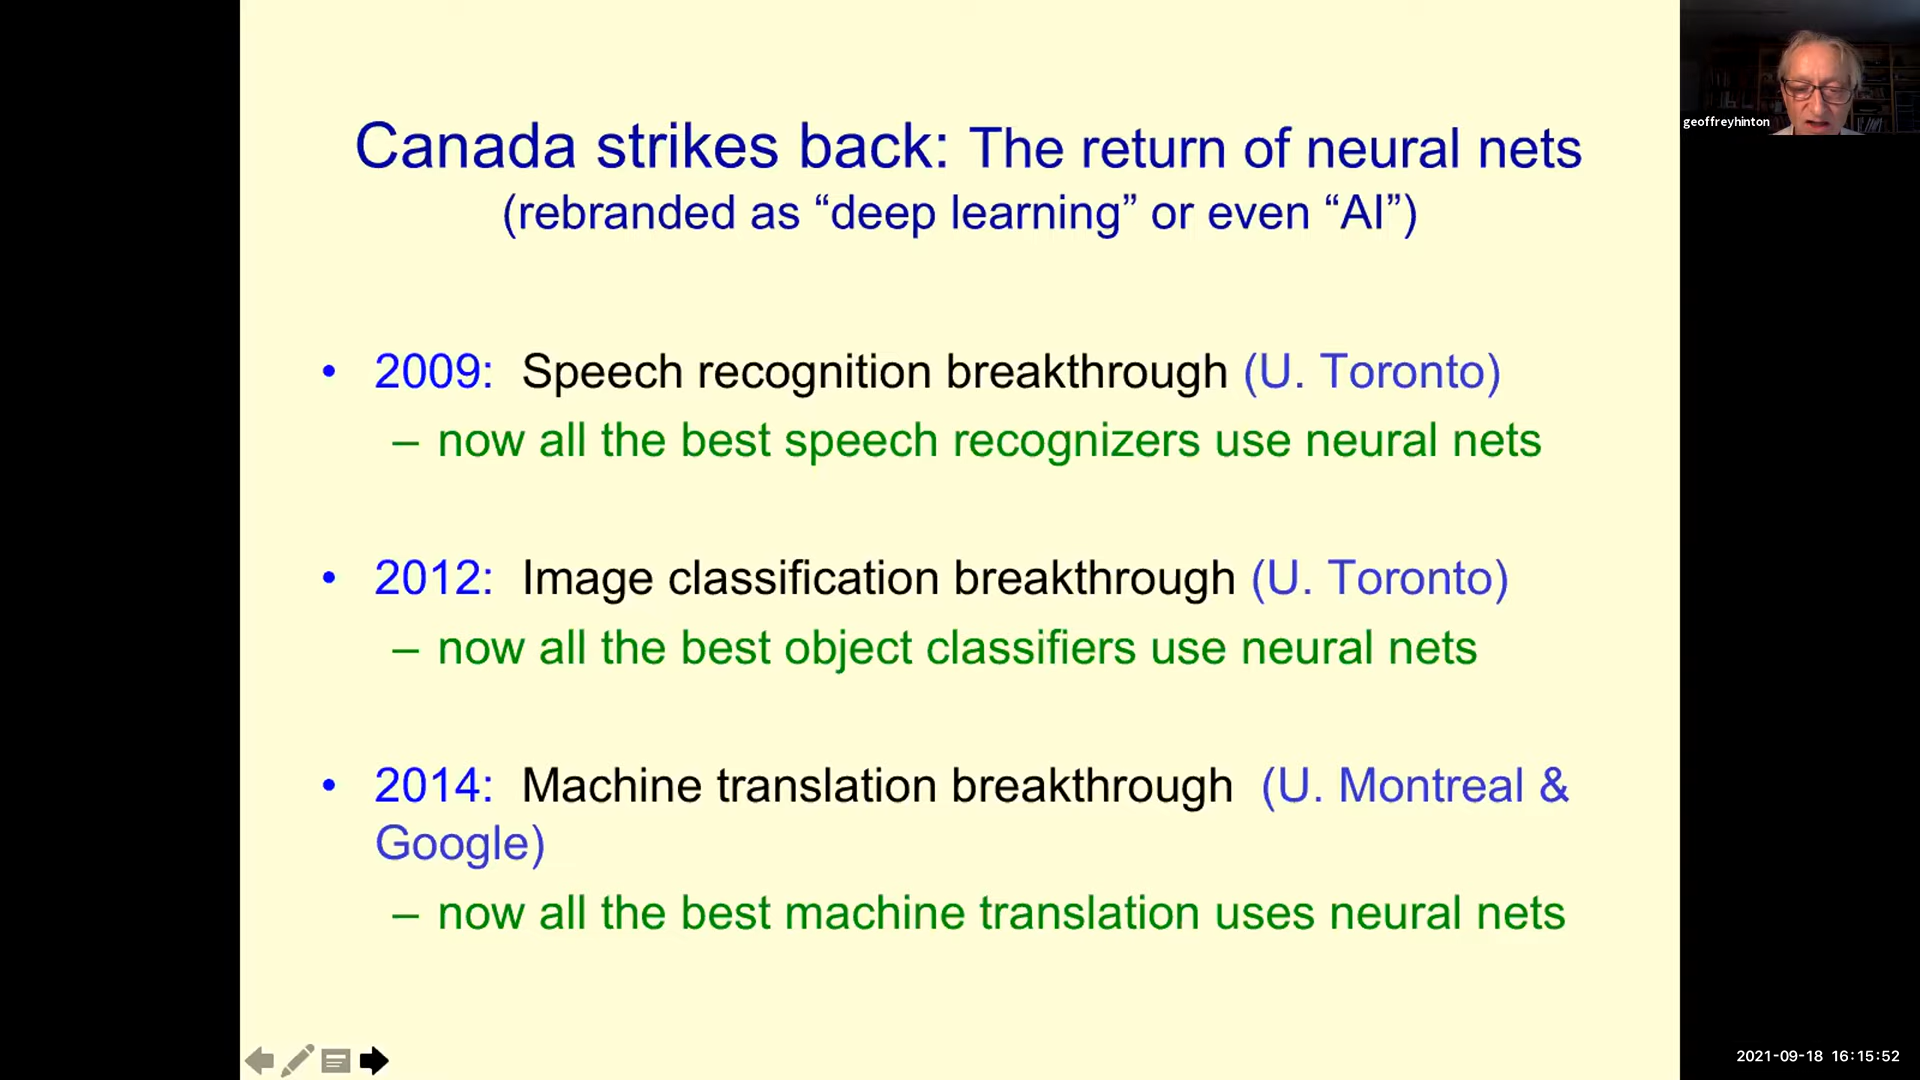 Canada strikes back: The return of neural nets
(rebranded as “deep learning” or even “AI”)
• 2009: Speech recognition breakthrough (U. Toronto)
– now all the best speech recognizers use neural nets
• 2012: Image classification breakthrough (U. Toronto)
– now all the best object classifiers use neural nets
• 2014: Machine translation breakthrough (U. Montreal &
Google)
– now all the best machine translation uses neural nets
geoffreyhinton
2021-09-18 16:15:52